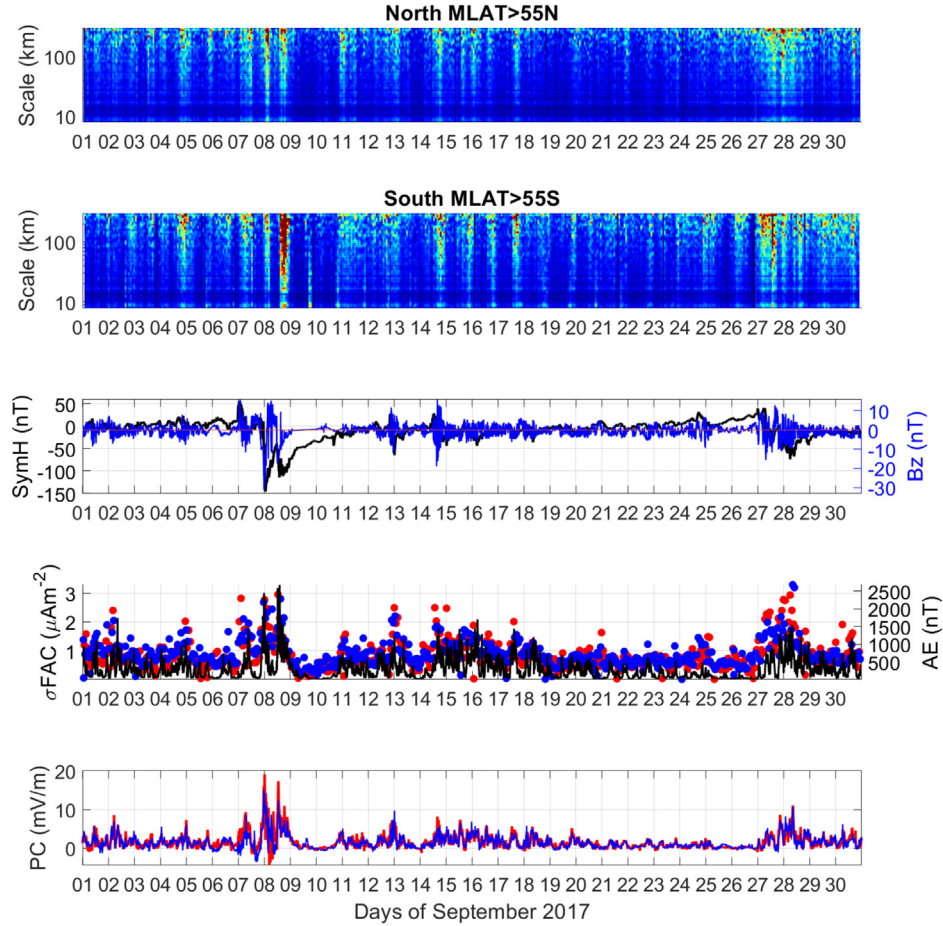 North MLAT>55N
Scale (km)
100
10
01 02 03 04 05 06 07 08 09 10 11 12 13 14 15 16 17 18 19 20 21 22 23 24 25 26 27 28 29 30
South MLAT>55S
Scale (km)
100
10
01 02 03 04 05 06 07 08 09 10 11 12 13 14 15 16 17 18 19 20 21 22 23 24 25 26 27 28 29 30
SymH (nT)
50
0
-50
-100
-150
10
0
-10
-20
-30
Bz (nT)
01 02 03 04 05 06 07 08 09 10 11 12 13 14 15 16 17 18 19 20 21 22 23 24 25 26 27 28 29 30
σFAC (μAm⁻²)
3
2
1
2500
2000
1500
1000
500
AE (nT)
01 02 03 04 05 06 07 08 09 10 11 12 13 14 15 16 17 18 19 20 21 22 23 24 25 26 27 28 29 30
PC (mV/m)
20
10
0
01 02 03 04 05 06 07 08 09 10 11 12 13 14 15 16 17 18 19 20 21 22 23 24 25 26 27 28 29 30
Days of September 2017